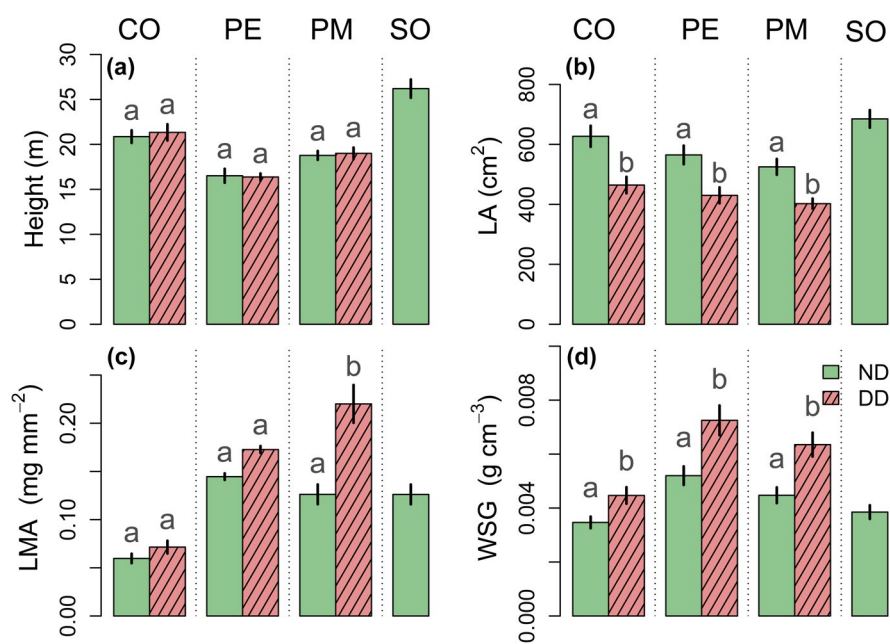 CO PE PM SO
(a)
30
25
20
15
10
5
0
Height (m)
a a a a a a
CO PE PM SO
(b)
800
600
400
200
0
LA (cm²)
a b a b a b
(c)
0.20
0.10
0.00
LMA (mg mm⁻²)
a a a a a b
(d)
0.008
0.004
0.000
WSG (g cm⁻³)
a b a b a b
ND
DD